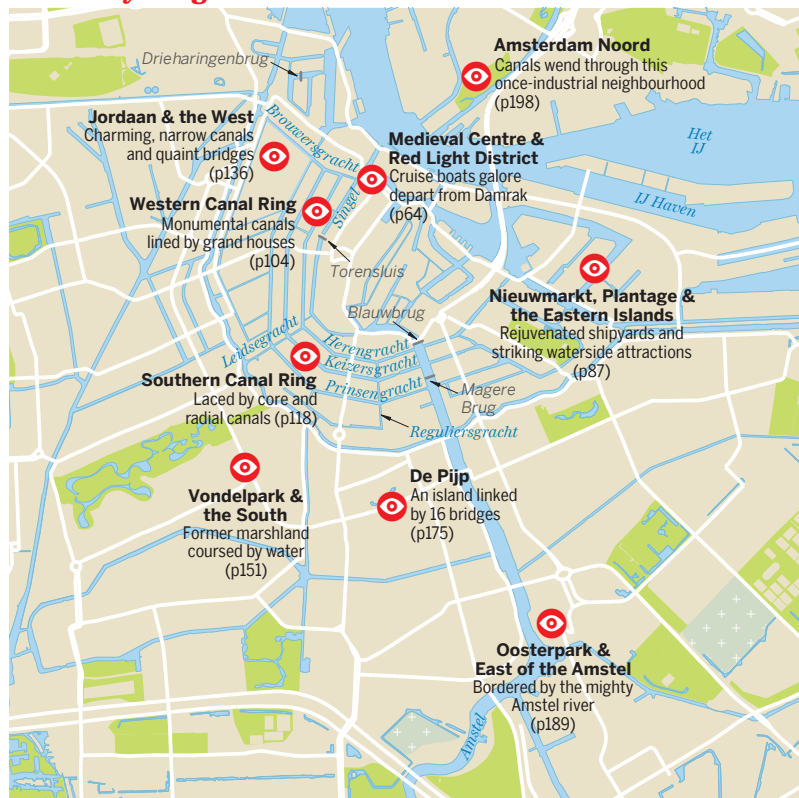 Drieharingenbrug
Amsterdam Noord
Canals wend through this
once-industrial neighbourhood
(p198)
Jordaan & the West
Charming, narrow canals
and quaint bridges
(p136)
Brouwersgracht
Medieval Centre &
Red Light District
Cruise boats galore
depart from Damrak
(p64)
Het
IJ
IJ Haven
Western Canal Ring
Monumental canals
lined by grand houses
(p104)
Singel
Torensluis
Nieuwmarkt, Plantage &
the Eastern Islands
Rejuvenated shipyards and
striking waterside attractions
(p87)
Blauwbrug
Leidsegracht
Herengracht
Keizersgracht
Prinsengracht
Southern Canal Ring
Laced by core and
radial canals (p118)
Magere
Brug
Reguliersgracht
Vondelpark &
the South
Former marshland
coursed by water
(p151)
De Pijp
An island linked
by 16 bridges
(p175)
Oosterpark &
East of the Amstel
Bordered by the mighty
Amstel river
(p189)
Amstel